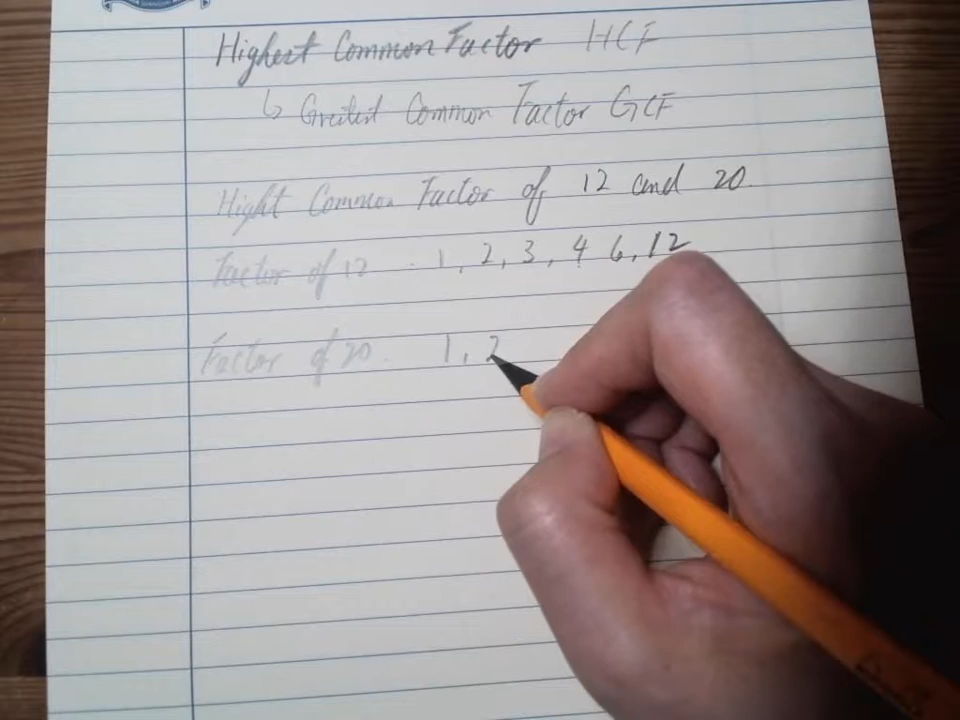 Highest Common Factor HCF
↳ Greatest Common Factor GCF
Hight Common Factor of 12 and 20.
Factor of 12 . 1, 2, 3, 4 6, 12
Factor of 20 . 1, 2